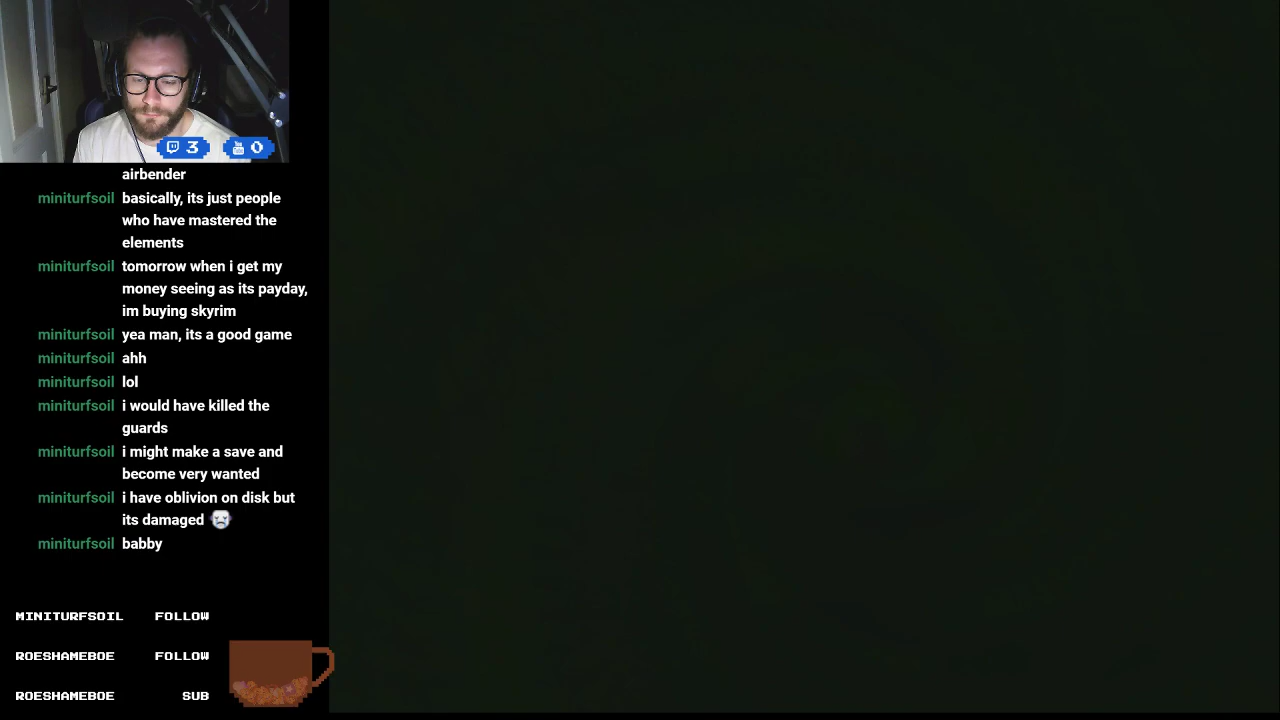 3 0
airbender
miniturfsoil basically, its just people
who have mastered the
elements
miniturfsoil tomorrow when i get my
money seeing as its payday,
im buying skyrim
miniturfsoil yea man, its a good game
miniturfsoil ahh
miniturfsoil lol
miniturfsoil i would have killed the
guards
miniturfsoil i might make a save and
become very wanted
miniturfsoil i have oblivion on disk but
its damaged
miniturfsoil babby
MINITURFSOIL FOLLOW
ROESHAMEBOE FOLLOW
ROESHAMEBOE SUB